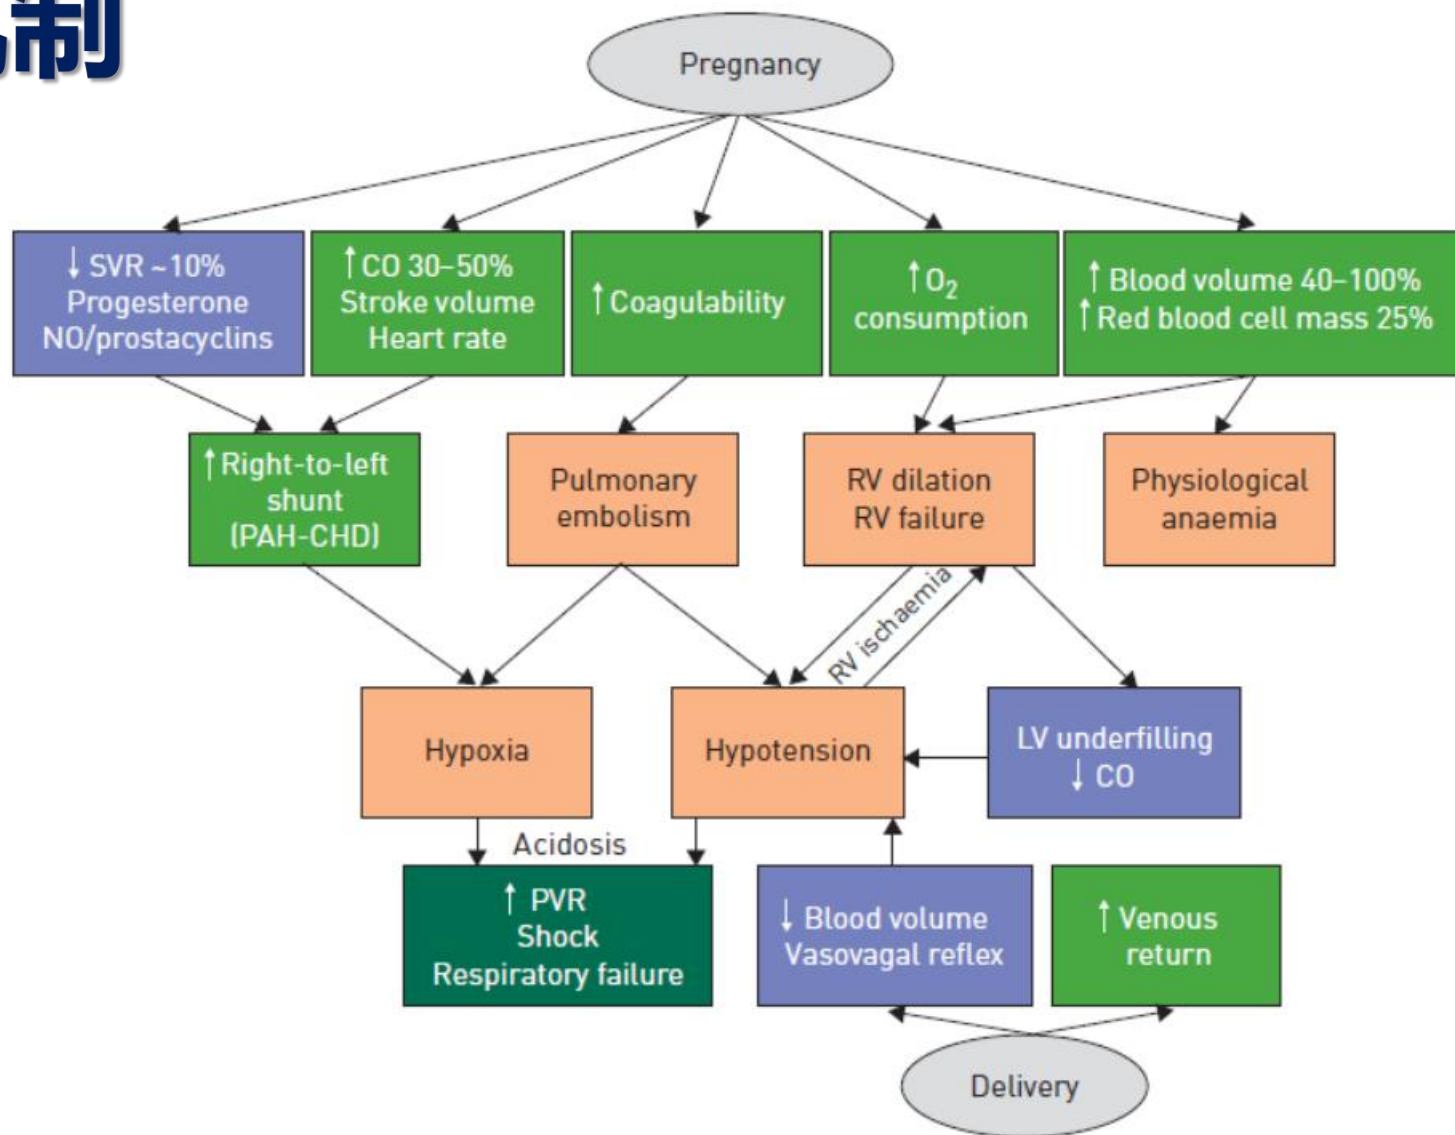 制
Pregnancy
↓ SVR ~10%
Progesterone
NO/prostacyclins
↑ CO 30–50%
Stroke volume
Heart rate
↑ Coagulability
↑ O₂
consumption
↑ Blood volume 40–100%
↑ Red blood cell mass 25%
↑ Right-to-left
shunt
(PAH-CHD)
Pulmonary
embolism
RV dilation
RV failure
Physiological
anaemia
RV ischaemia
Hypoxia
Hypotension
LV underfilling
↓ CO
Acidosis
↑ PVR
Shock
Respiratory failure
↓ Blood volume
Vasovagal reflex
↑ Venous
return
Delivery